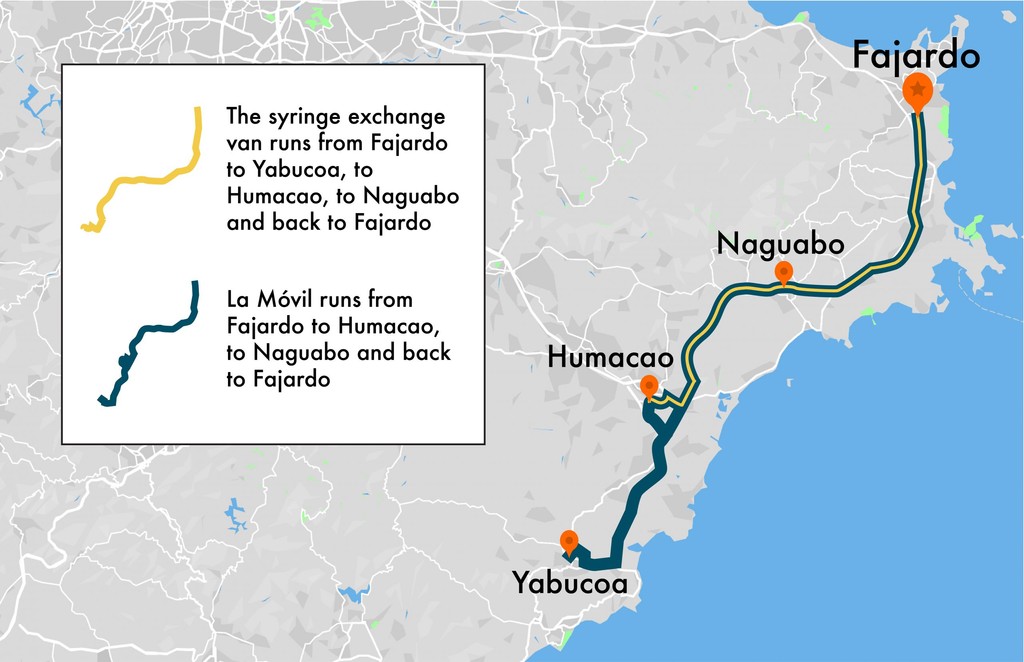 Fajardo
The syringe exchange
van runs from Fajardo
to Yabucoa, to
Humacao, to Naguabo
and back to Fajardo
Naguabo
La Móvil runs from
Fajardo to Humacao,
to Naguabo and back
to Fajardo
Humacao
Yabucoa